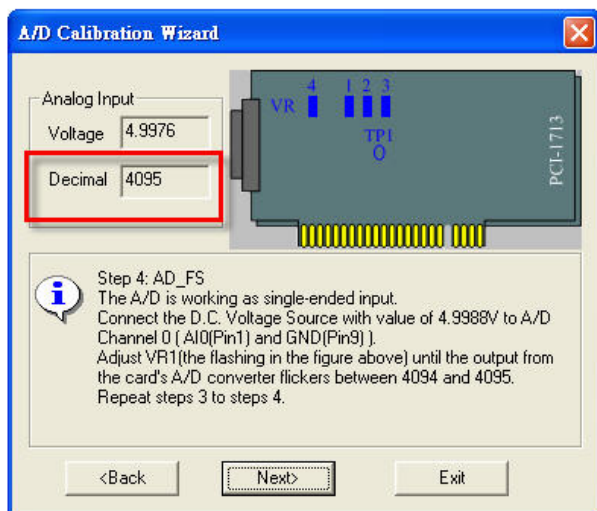 A/D Calibration Wizard
Analog Input
Voltage 4.9976
Decimal 4095
4 1 2 3
VR
TP1
PCI-1713
Step 4: AD_FS
The A/D is working as single-ended input.
Connect the D.C. Voltage Source with value of 4.9988V to A/D
Channel 0 ( AI0(Pin1) and GND(Pin9) ).
Adjust VR1(the flashing in the figure above) until the output from
the card's A/D converter flickers between 4094 and 4095.
Repeat steps 3 to steps 4.
<Back Next> Exit